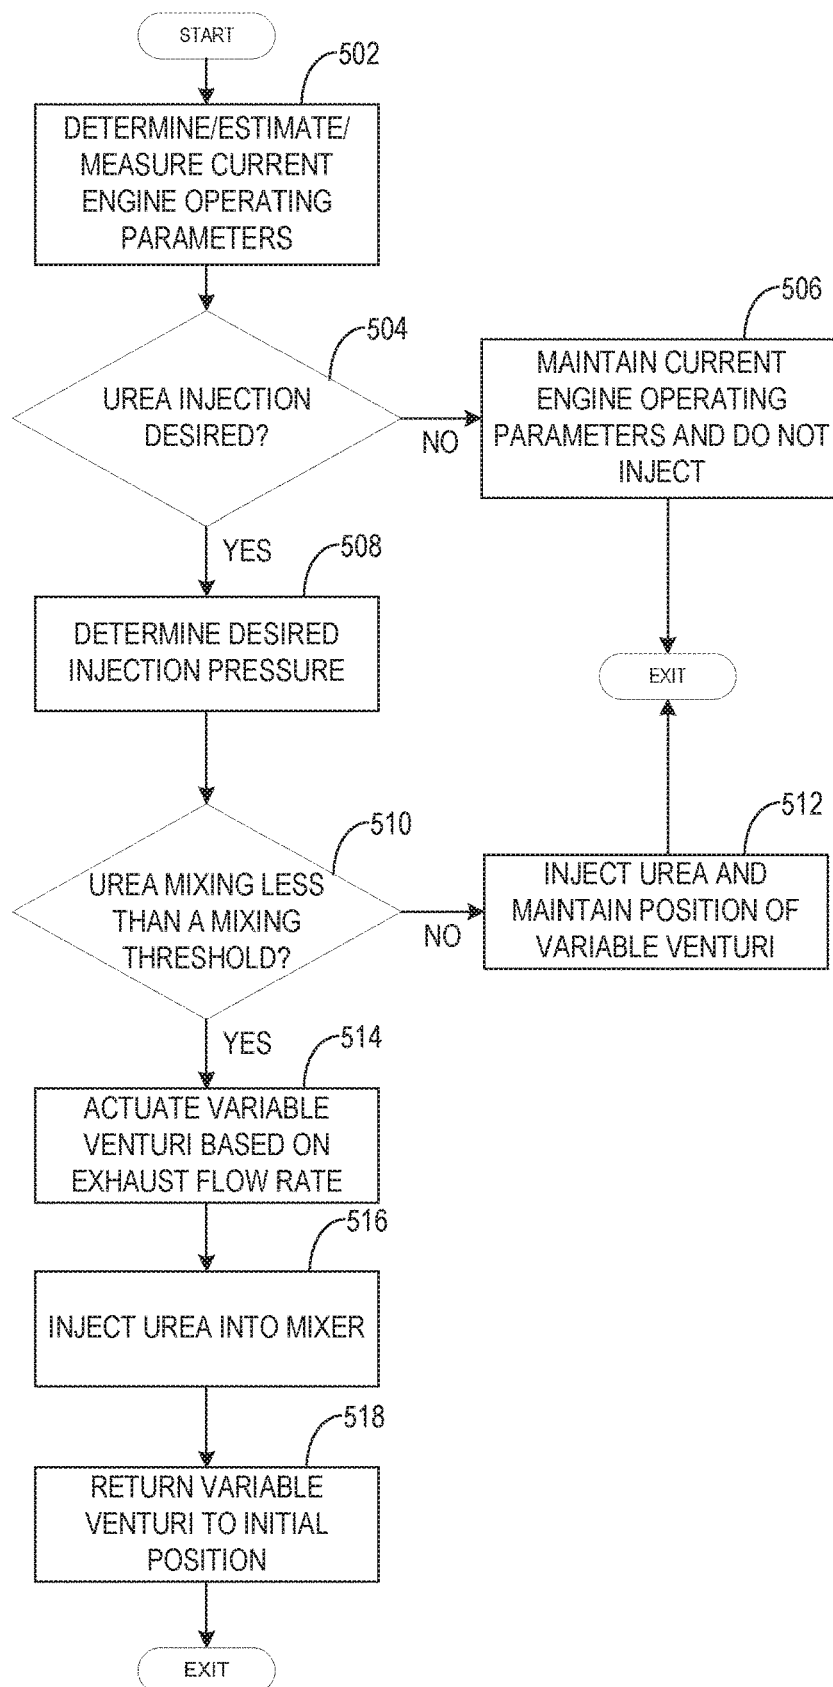 START
502
DETERMINE/ESTIMATE/
MEASURE CURRENT
ENGINE OPERATING
PARAMETERS
504
UREA INJECTION
DESIRED?
NO
506
MAINTAIN CURRENT
ENGINE OPERATING
PARAMETERS AND DO NOT
INJECT
YES
508
DETERMINE DESIRED
INJECTION PRESSURE
EXIT
510
UREA MIXING LESS
THAN A MIXING
THRESHOLD?
NO
512
INJECT UREA AND
MAINTAIN POSITION OF
VARIABLE VENTURI
YES
514
ACTUATE VARIABLE
VENTURI BASED ON
EXHAUST FLOW RATE
516
INJECT UREA INTO MIXER
518
RETURN VARIABLE
VENTURI TO INITIAL
POSITION
EXIT